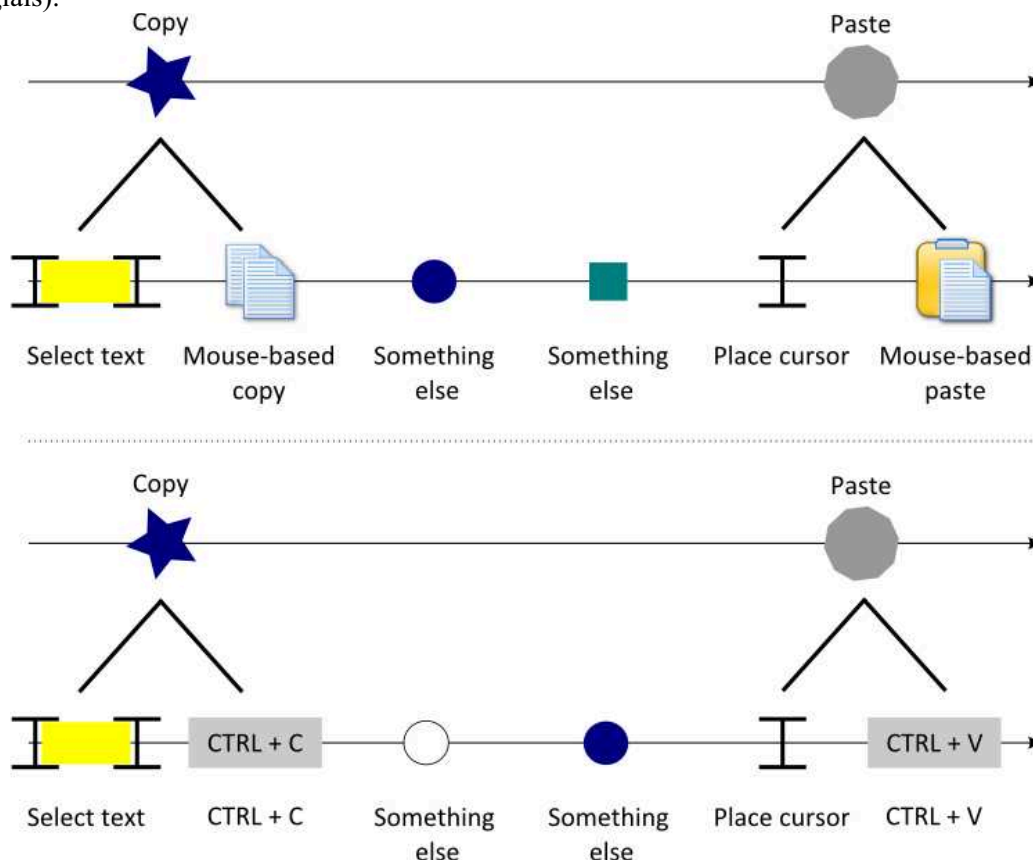 Copy Paste
Select text Mouse-based copy Something else Something else Place cursor Mouse-based paste
Copy Paste
CTRL + C CTRL + V
Select text CTRL + C Something else Something else Place cursor CTRL + V